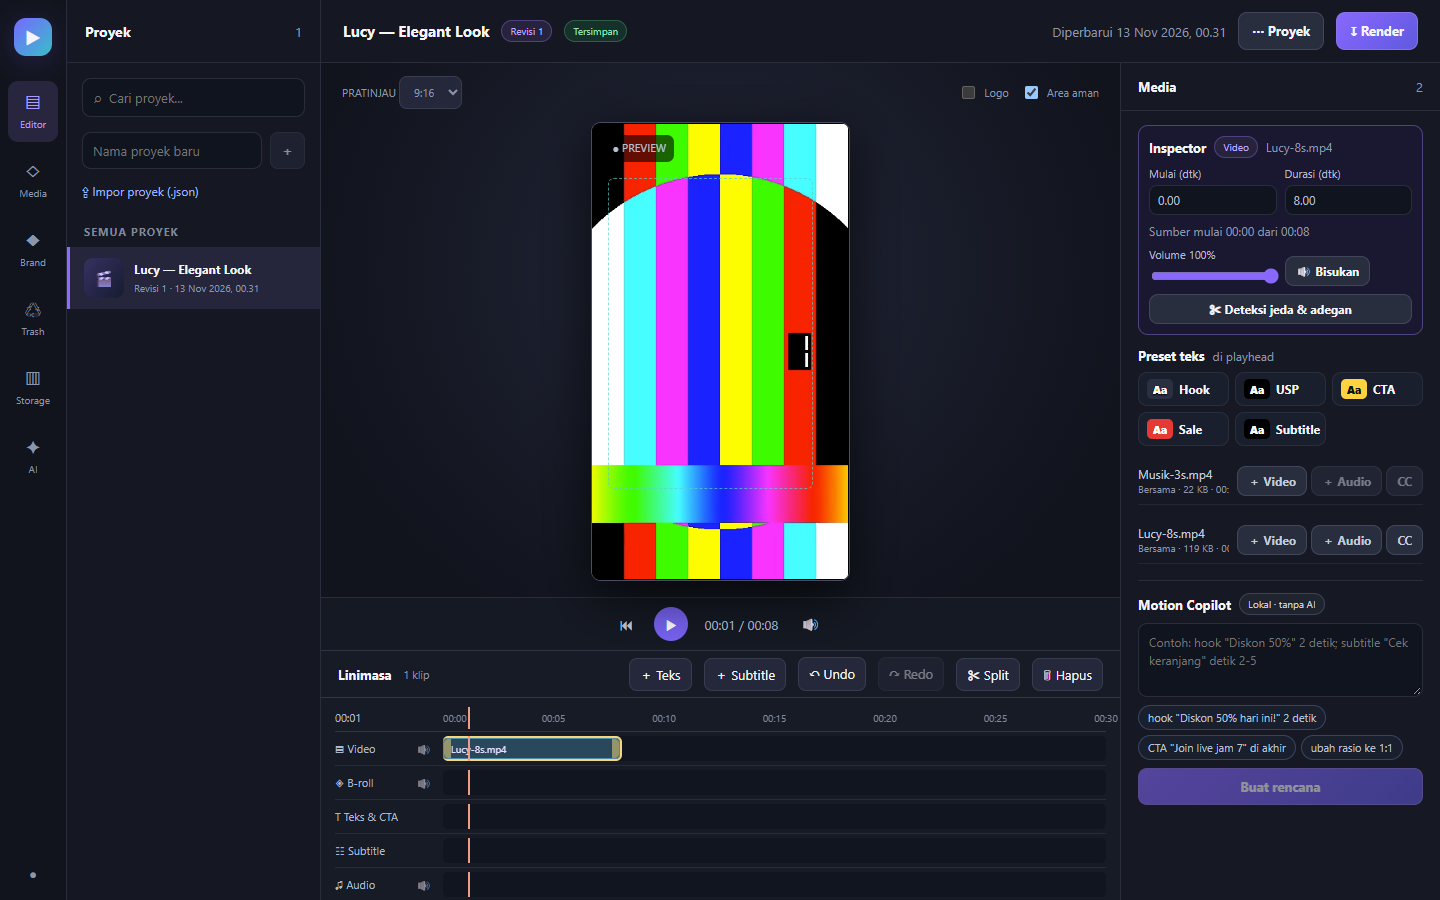 Editor
Media
Brand
Trash
Storage
AI
Proyek 1
Cari proyek...
Nama proyek baru +
Impor proyek (.json)
SEMUA PROYEK
Lucy — Elegant Look
Revisi 1 · 13 Nov 2026, 00.31
Lucy — Elegant Look Revisi 1 Tersimpan
Diperbarui 13 Nov 2026, 00.31 ··· Proyek Render
PRATINJAU 9:16 Logo Area aman
● PREVIEW
00:01 / 00:08
Linimasa 1 klip + Teks + Subtitle Undo Redo Split Hapus
00:01 00:00 00:05 00:10 00:15 00:20 00:25 00:30
Video Lucy-8s.mp4
B-roll
T Teks & CTA
Subtitle
Audio
Media 2
Inspector Video Lucy-8s.mp4
Mulai (dtk) Durasi (dtk)
0.00 8.00
Sumber mulai 00:00 dari 00:08
Volume 100%
Bisukan
Deteksi jeda & adegan
Preset teks di playhead
Aa Hook Aa USP Aa CTA
Aa Sale Aa Subtitle
Musik-3s.mp4
Bersama · 22 KB · 00:
+ Video + Audio CC
Lucy-8s.mp4
Bersama · 119 KB · 0
+ Video + Audio CC
Motion Copilot Lokal · tanpa AI
Contoh: hook "Diskon 50%" 2 detik; subtitle "Cek
keranjang" detik 2-5
hook "Diskon 50% hari ini!" 2 detik
CTA "Join live jam 7" di akhir ubah rasio ke 1:1
Buat rencana